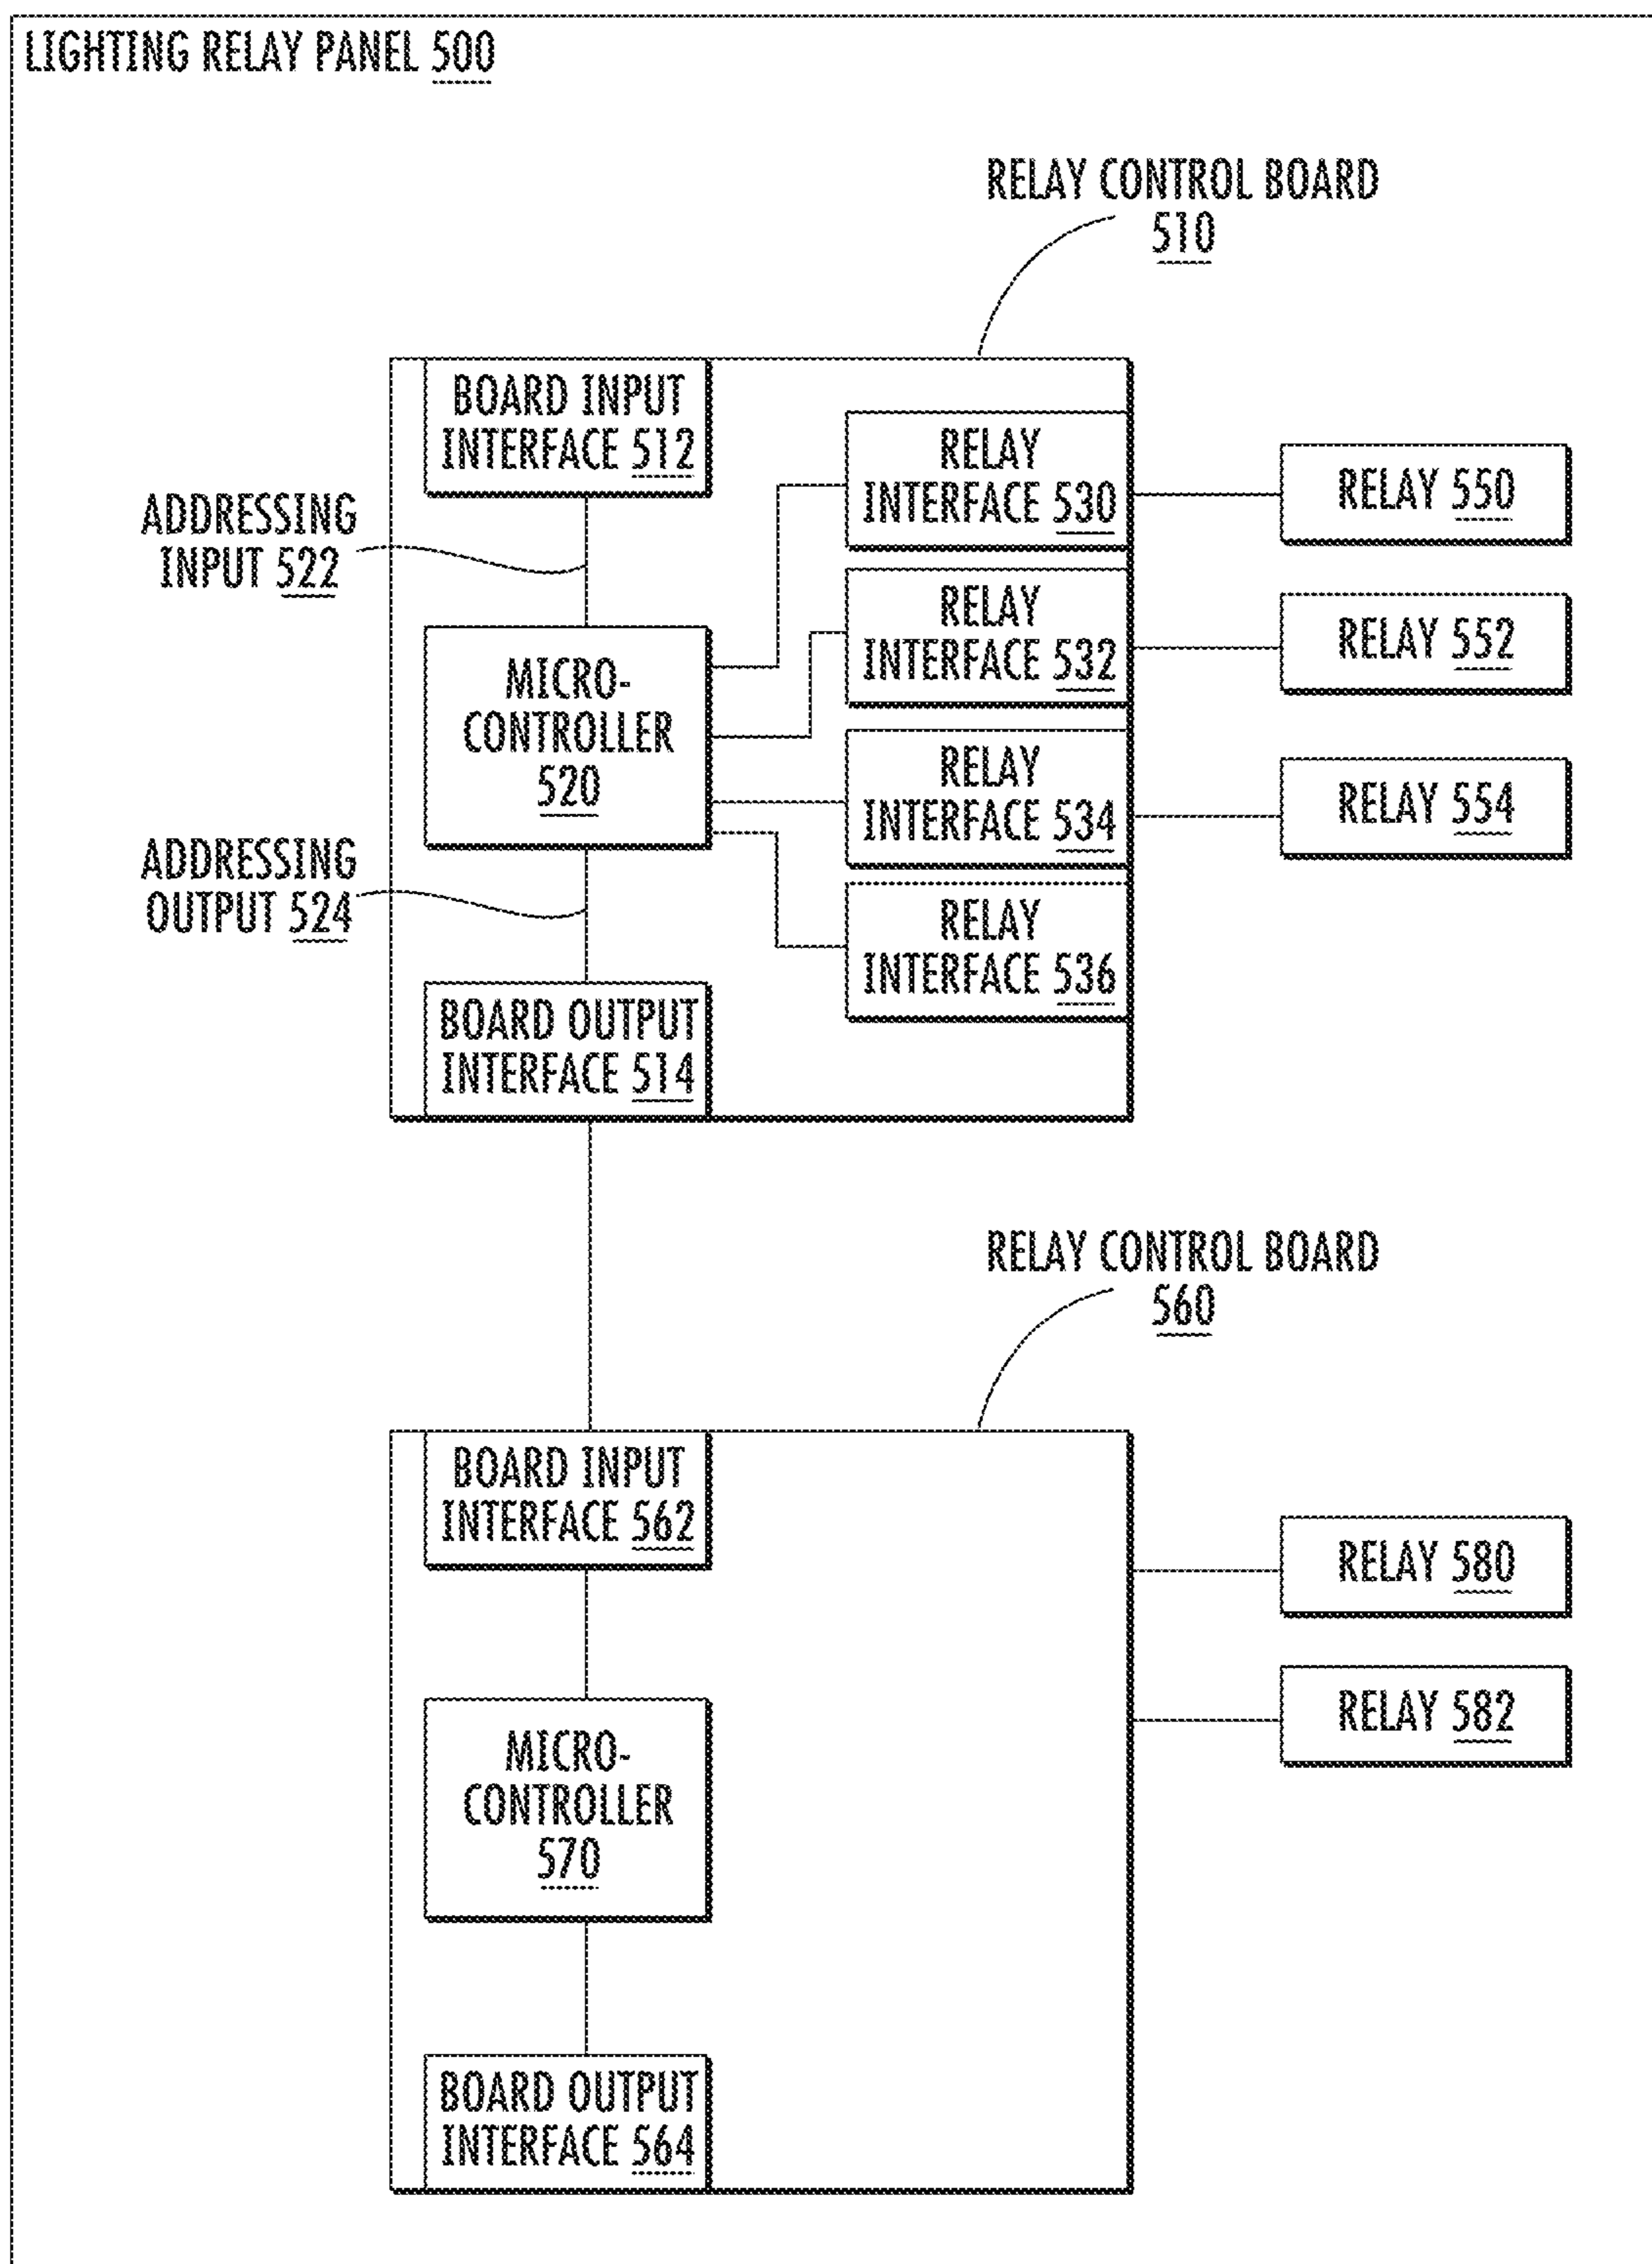 LIGHTING RELAY PANEL 500
RELAY CONTROL BOARD
510
BOARD INPUT
INTERFACE 512
RELAY
INTERFACE 530
RELAY 550
ADDRESSING
INPUT 522
RELAY
INTERFACE 532
RELAY 552
MICRO-
CONTROLLER
520
RELAY
INTERFACE 534
RELAY 554
ADDRESSING
OUTPUT 524
RELAY
INTERFACE 536
BOARD OUTPUT
INTERFACE 514
RELAY CONTROL BOARD
560
BOARD INPUT
INTERFACE 562
RELAY 580
RELAY 582
MICRO-
CONTROLLER
570
BOARD OUTPUT
INTERFACE 564